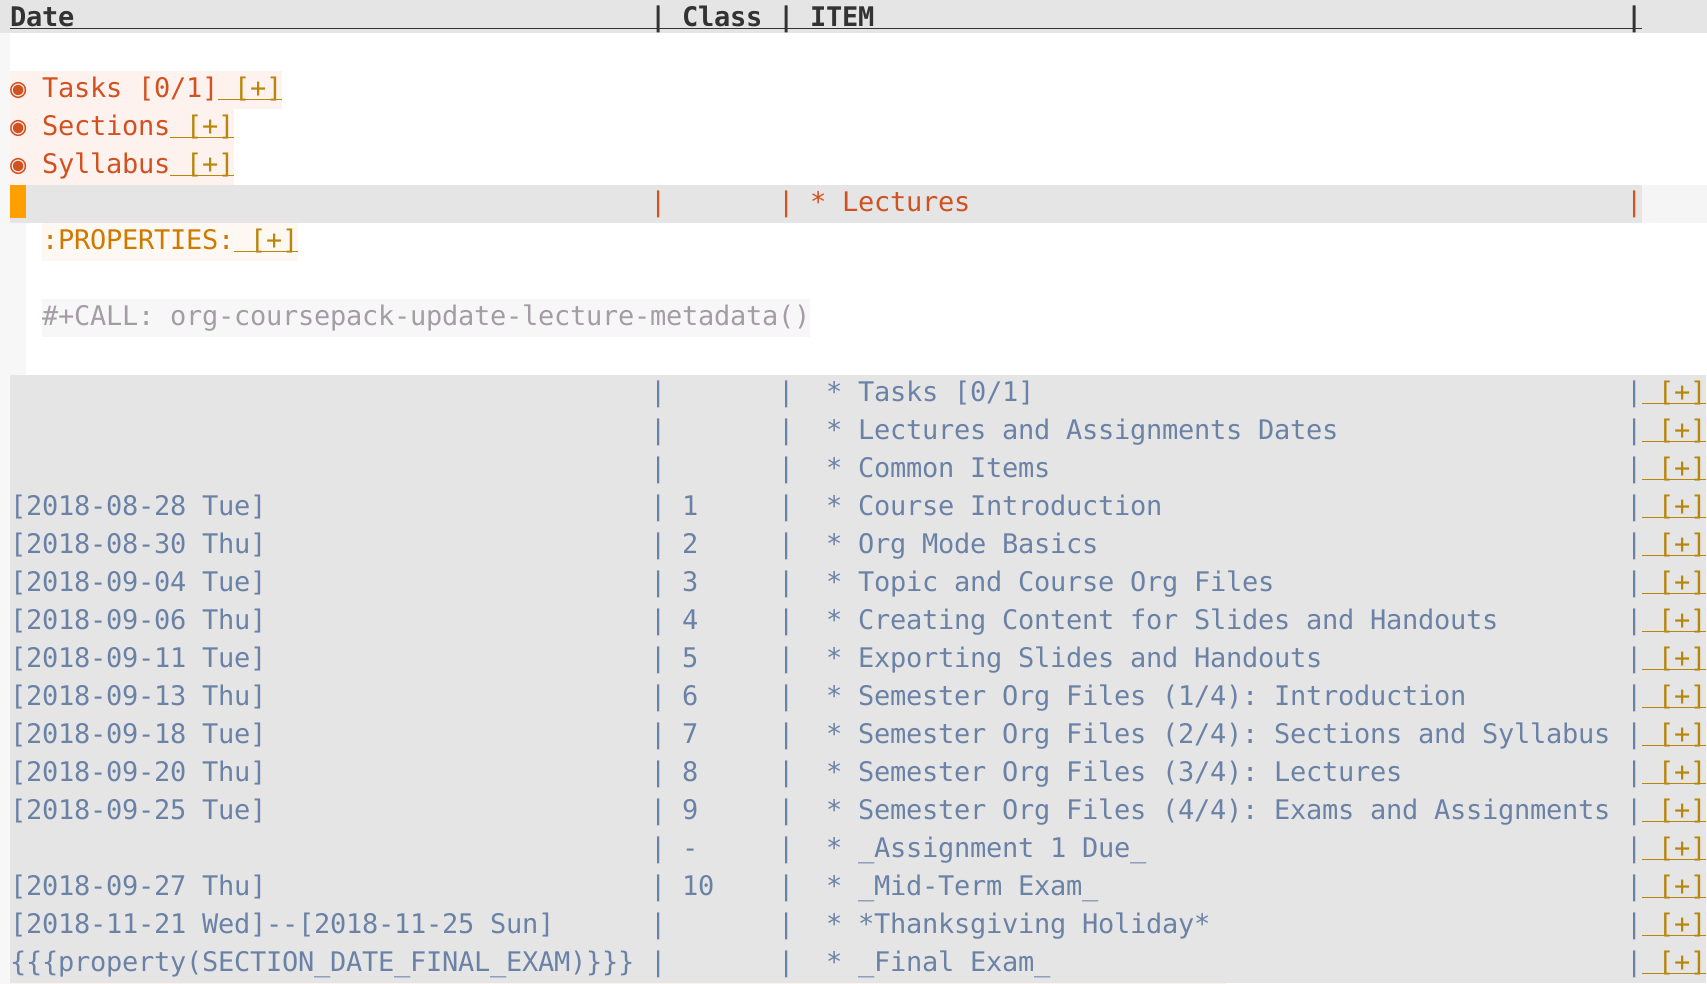 Date | Class | ITEM |
◉ Tasks [0/1] [+]
◉ Sections [+]
◉ Syllabus [+]
| | * Lectures |
:PROPERTIES: [+]
#+CALL: org-coursepack-update-lecture-metadata()
| | * Tasks [0/1] | [+]
| | * Lectures and Assignments Dates | [+]
| | * Common Items | [+]
[2018-08-28 Tue] | 1 | * Course Introduction | [+]
[2018-08-30 Thu] | 2 | * Org Mode Basics | [+]
[2018-09-04 Tue] | 3 | * Topic and Course Org Files | [+]
[2018-09-06 Thu] | 4 | * Creating Content for Slides and Handouts | [+]
[2018-09-11 Tue] | 5 | * Exporting Slides and Handouts | [+]
[2018-09-13 Thu] | 6 | * Semester Org Files (1/4): Introduction | [+]
[2018-09-18 Tue] | 7 | * Semester Org Files (2/4): Sections and Syllabus | [+]
[2018-09-20 Thu] | 8 | * Semester Org Files (3/4): Lectures | [+]
[2018-09-25 Tue] | 9 | * Semester Org Files (4/4): Exams and Assignments | [+]
| - | * _Assignment 1 Due_ | [+]
[2018-09-27 Thu] | 10 | * _Mid-Term Exam_ | [+]
[2018-11-21 Wed]--[2018-11-25 Sun] | | * *Thanksgiving Holiday* | [+]
{{{property(SECTION_DATE_FINAL_EXAM)}}} | | * _Final Exam_ | [+]